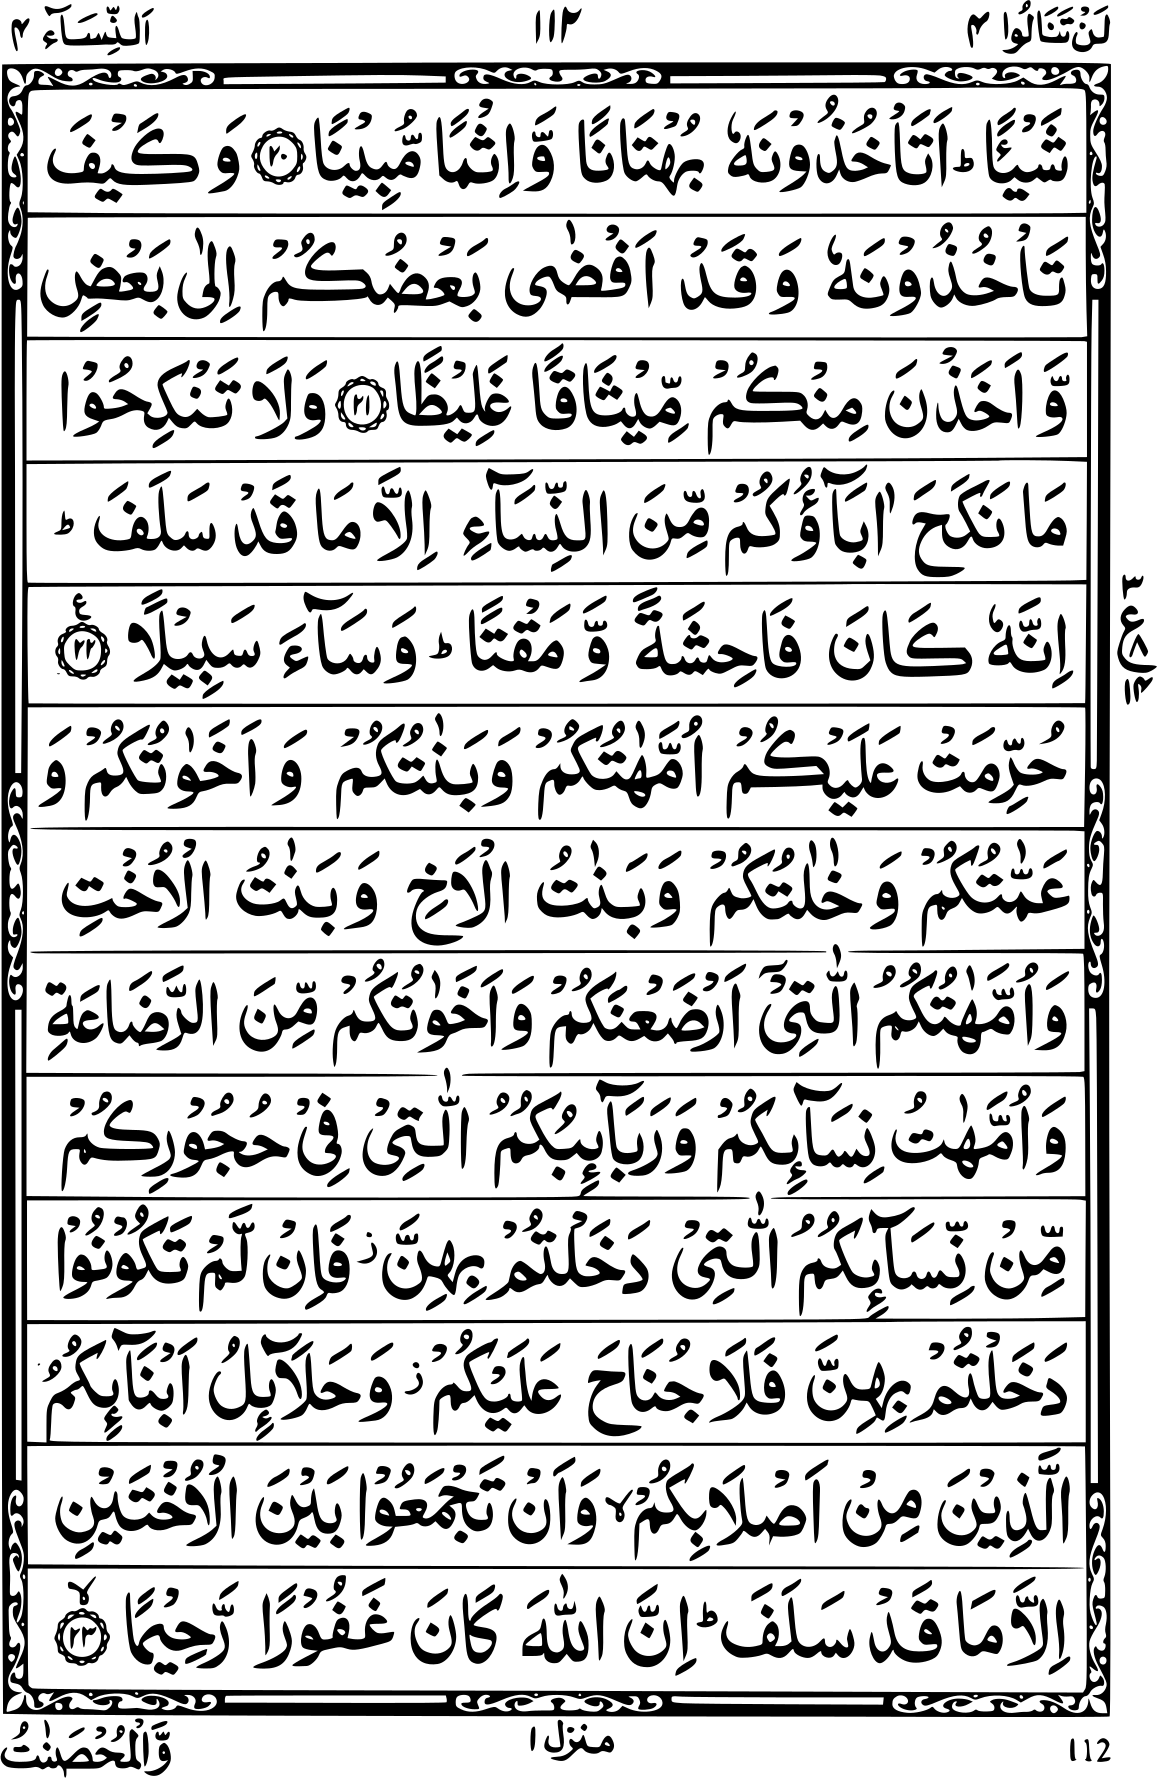 لَنْ تَنَالُوا ۴ ۱۱۲ اَلنِّسَآء ۴
شَيْـًٔا ؕ اَتَاْخُذُوْنَهٗ بُهْتَانًا وَّ اِثْمًا مُّبِيْنًا ۲۰ وَ كَيْفَ
تَاْخُذُوْنَهٗ وَ قَدْ اَفْضٰى بَعْضُكُمْ اِلٰى بَعْضٍ
وَّ اَخَذْنَ مِنْكُمْ مِّيْثَاقًا غَلِيْظًا ۲۱ وَلَا تَنْكِحُوْا
مَا نَكَحَ اٰبَآؤُكُمْ مِّنَ النِّسَآءِ اِلَّا مَا قَدْ سَلَفَ ؕ
اِنَّهٗ كَانَ فَاحِشَةً وَّ مَقْتًا ؕ وَسَآءَ سَبِيْلًا ۲۲ ع
۳ ع ۸ ۱۴
حُرِّمَتْ عَلَيْكُمْ اُمَّهٰتُكُمْ وَبَنٰتُكُمْ وَ اَخَوٰتُكُمْ وَ
عَمّٰتُكُمْ وَ خٰلٰتُكُمْ وَبَنٰتُ الْاَخِ وَ بَنٰتُ الْاُخْتِ
وَاُمَّهٰتُكُمُ الّٰتِيْۤ اَرْضَعْنَكُمْ وَاَخَوٰتُكُمْ مِّنَ الرَّضَاعَةِ
وَاُمَّهٰتُ نِسَآئِكُمْ وَرَبَآئِبُكُمُ الّٰتِيْ فِيْ حُجُوْرِكُمْ
مِّنْ نِّسَآئِكُمُ الّٰتِيْ دَخَلْتُمْ بِهِنَّ ز فَاِنْ لَّمْ تَكُوْنُوْا
دَخَلْتُمْ بِهِنَّ فَلَا جُنَاحَ عَلَيْكُمْ ز وَحَلَآئِلُ اَبْنَآئِكُمُ
الَّذِيْنَ مِنْ اَصْلَابِكُمْ ۙ وَاَنْ تَجْمَعُوْا بَيْنَ الْاُخْتَيْنِ
اِلَّا مَا قَدْ سَلَفَ ؕ اِنَّ اللّٰهَ كَانَ غَفُوْرًا رَّحِيْمًا ۙ ۲۳
112 منزل ۱ وَّالْمُحْصَنٰتُ